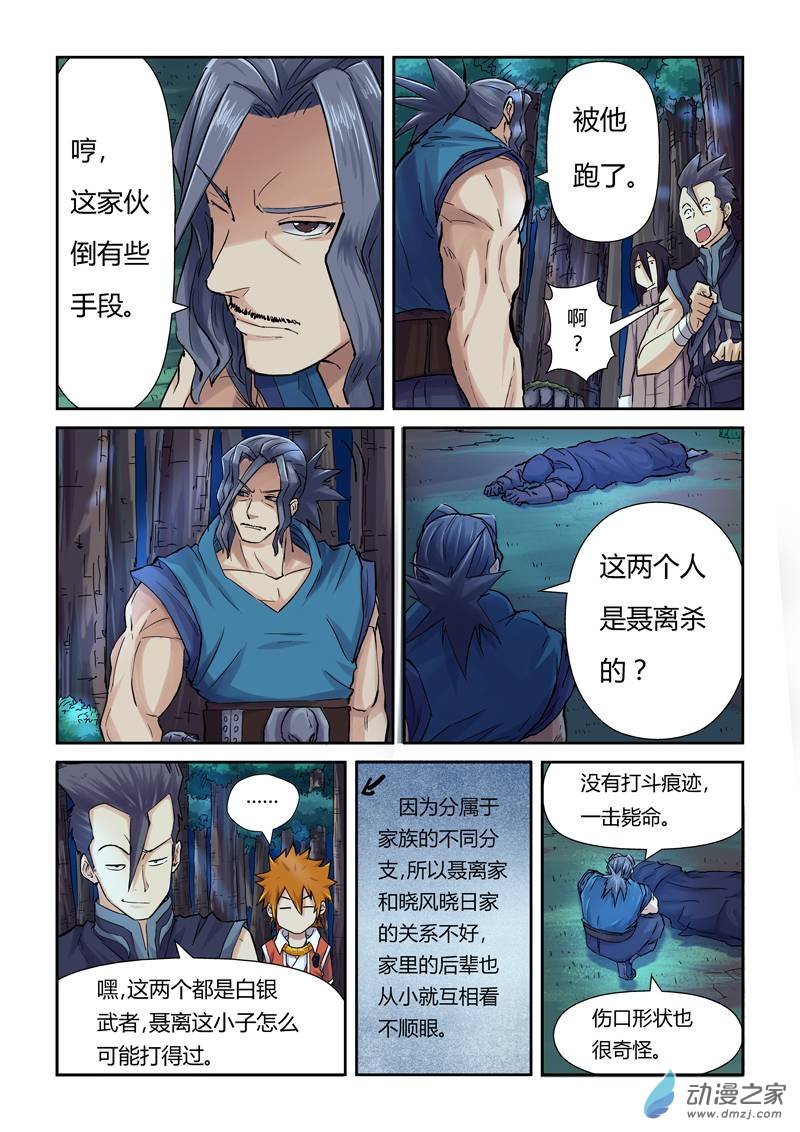 哼，
这家伙
倒有些
手段。
被他
跑了。
啊
？
这两个人
是聂离杀
的？
……
嘿，这两个都是白银
武者，聂离这小子怎么
可能打得过。
因为分属于
家族的不同分
支，所以聂离家
和晓风晓日家
的关系不好，
家里的后辈也
从小就互相看
不顺眼。
没有打斗痕迹，
一击毙命。
伤口形状也
很奇怪。
动漫之家
www.dmzj.com